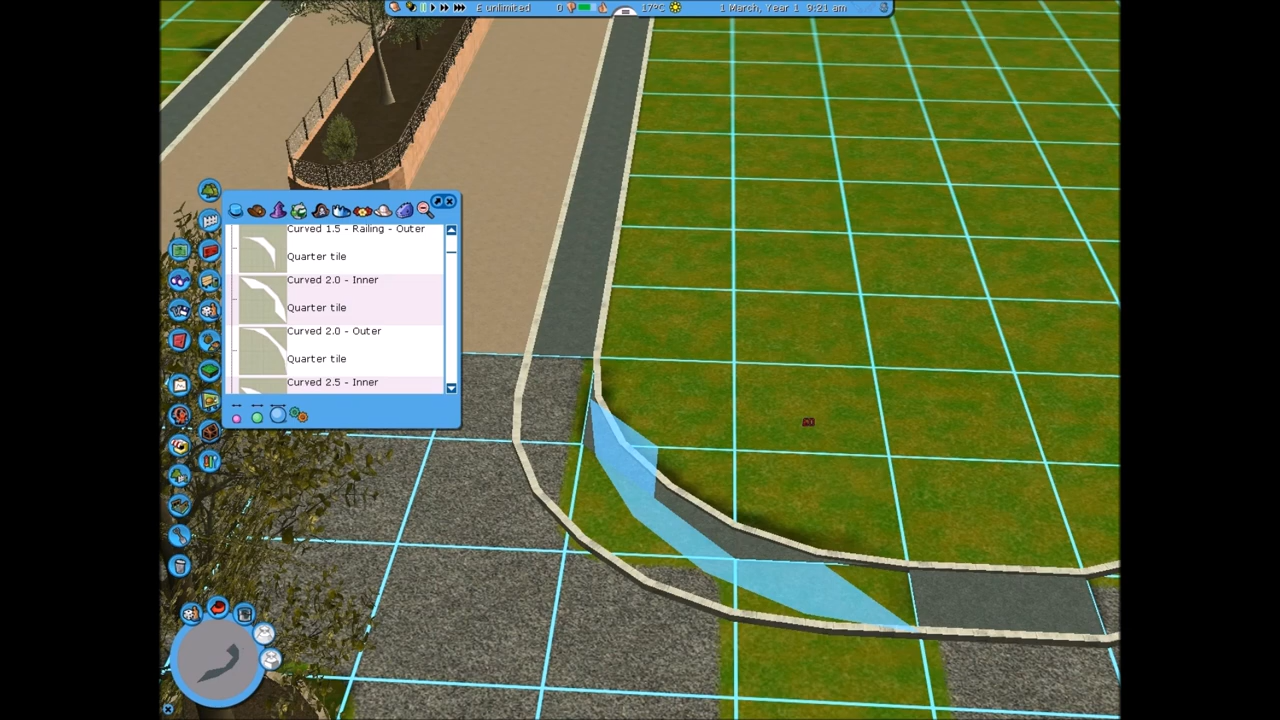 £ unlimited 0 17°C 1 March, Year 1 9:21 am
Curved 1.5 - Railing - Outer
Quarter tile
Curved 2.0 - Inner
Quarter tile
Curved 2.0 - Outer
Quarter tile
Curved 2.5 - Inner